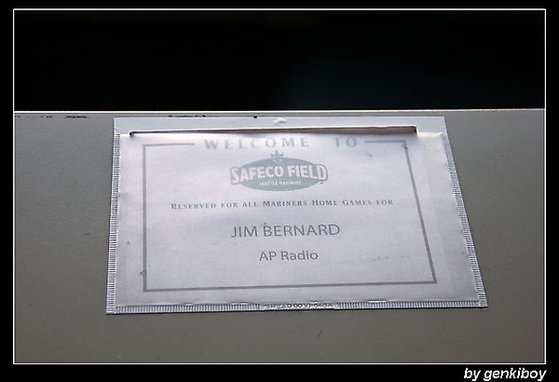 WELCOME TO
SAFECO FIELD
SEATTLE MARINERS
RESERVED FOR ALL MARINERS HOME GAMES FOR
JIM BERNARD
AP Radio
by genkiboy